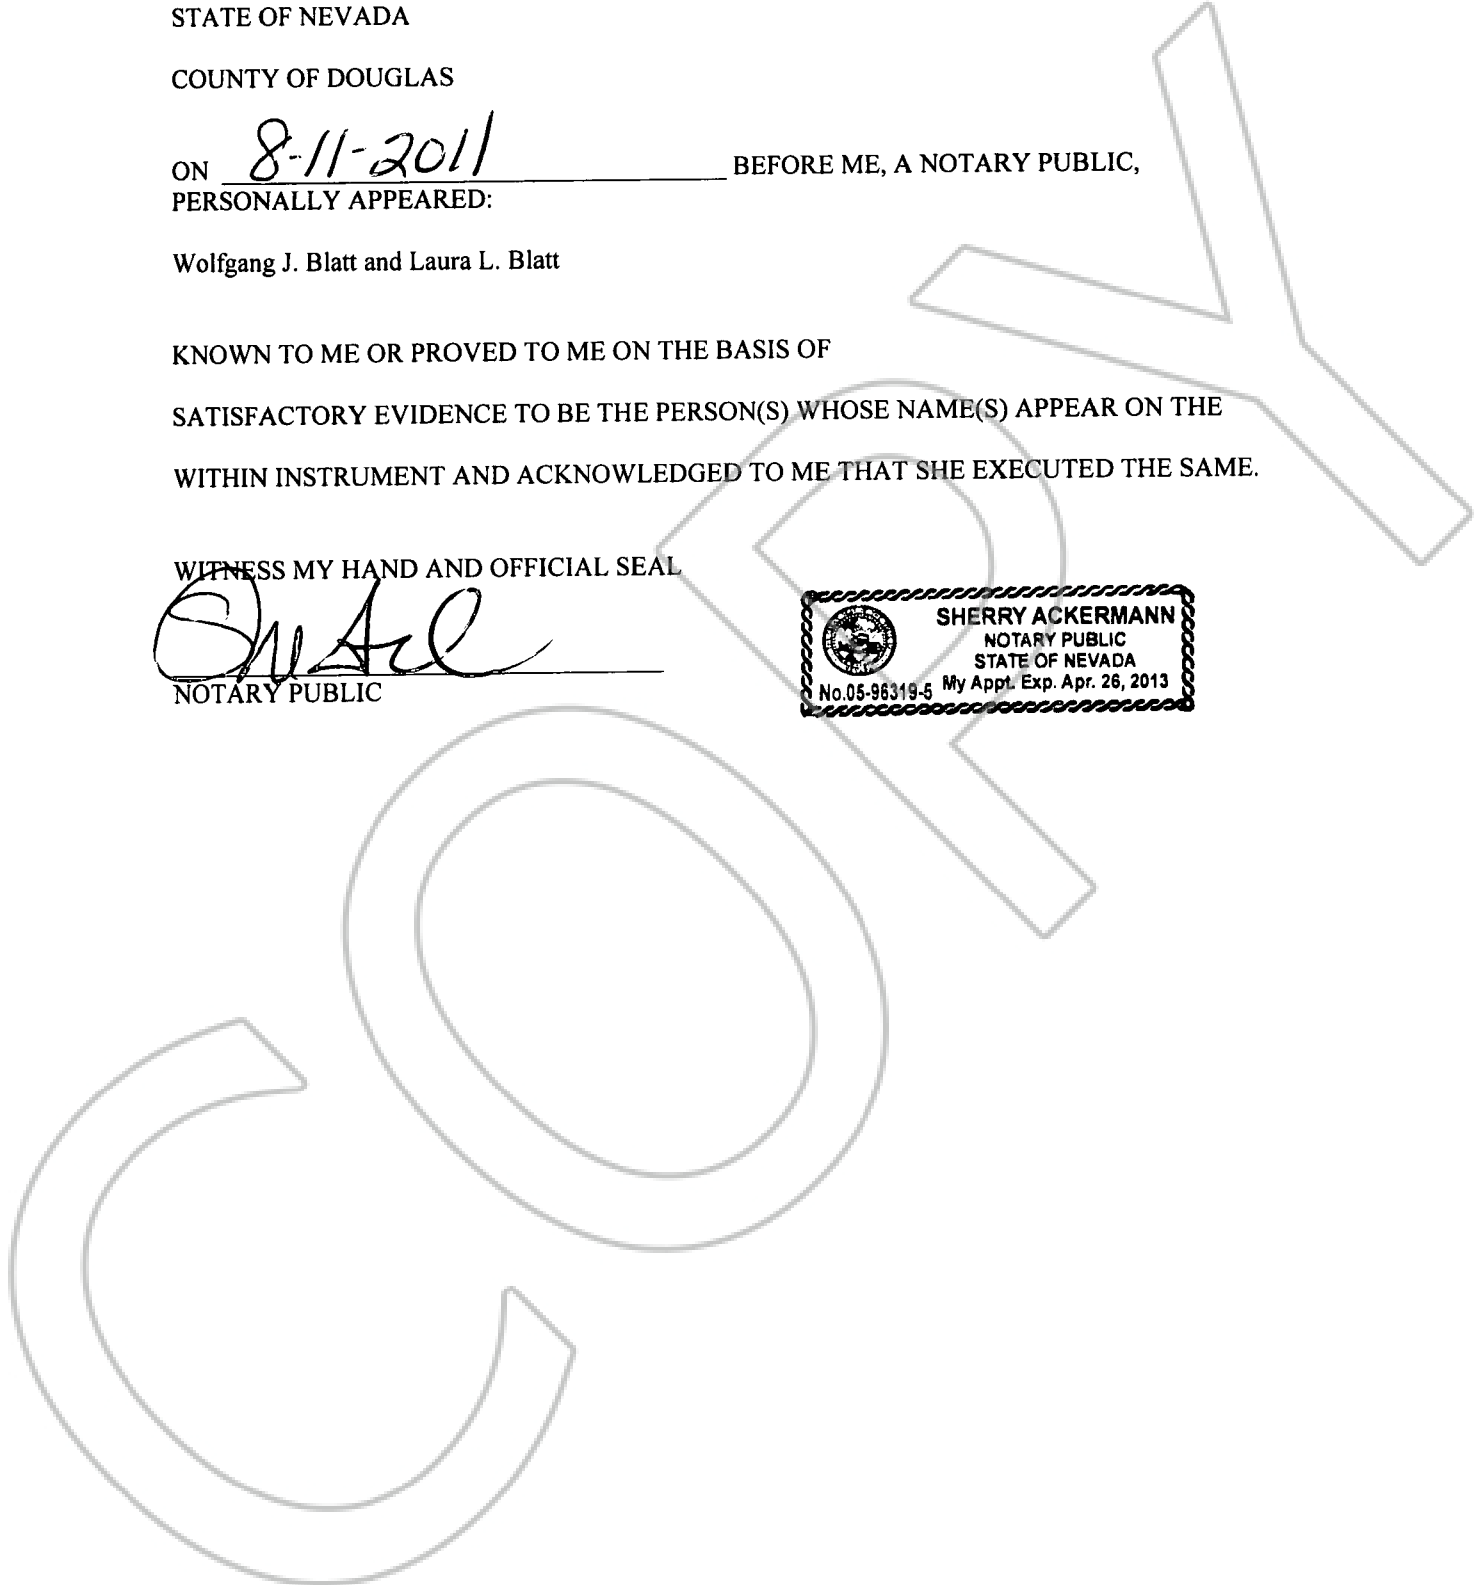 STATE OF NEVADA
COUNTY OF DOUGLAS
ON 8-11-2011 BEFORE ME, A NOTARY PUBLIC,
PERSONALLY APPEARED:
Wolfgang J. Blatt and Laura L. Blatt
KNOWN TO ME OR PROVED TO ME ON THE BASIS OF
SATISFACTORY EVIDENCE TO BE THE PERSON(S) WHOSE NAME(S) APPEAR ON THE
WITHIN INSTRUMENT AND ACKNOWLEDGED TO ME THAT SHE EXECUTED THE SAME.
WITNESS MY HAND AND OFFICIAL SEAL
NOTARY PUBLIC
SHERRY ACKERMANN
NOTARY PUBLIC
STATE OF NEVADA
No.05-96319-5 My Appt. Exp. Apr. 26, 2013
COPY